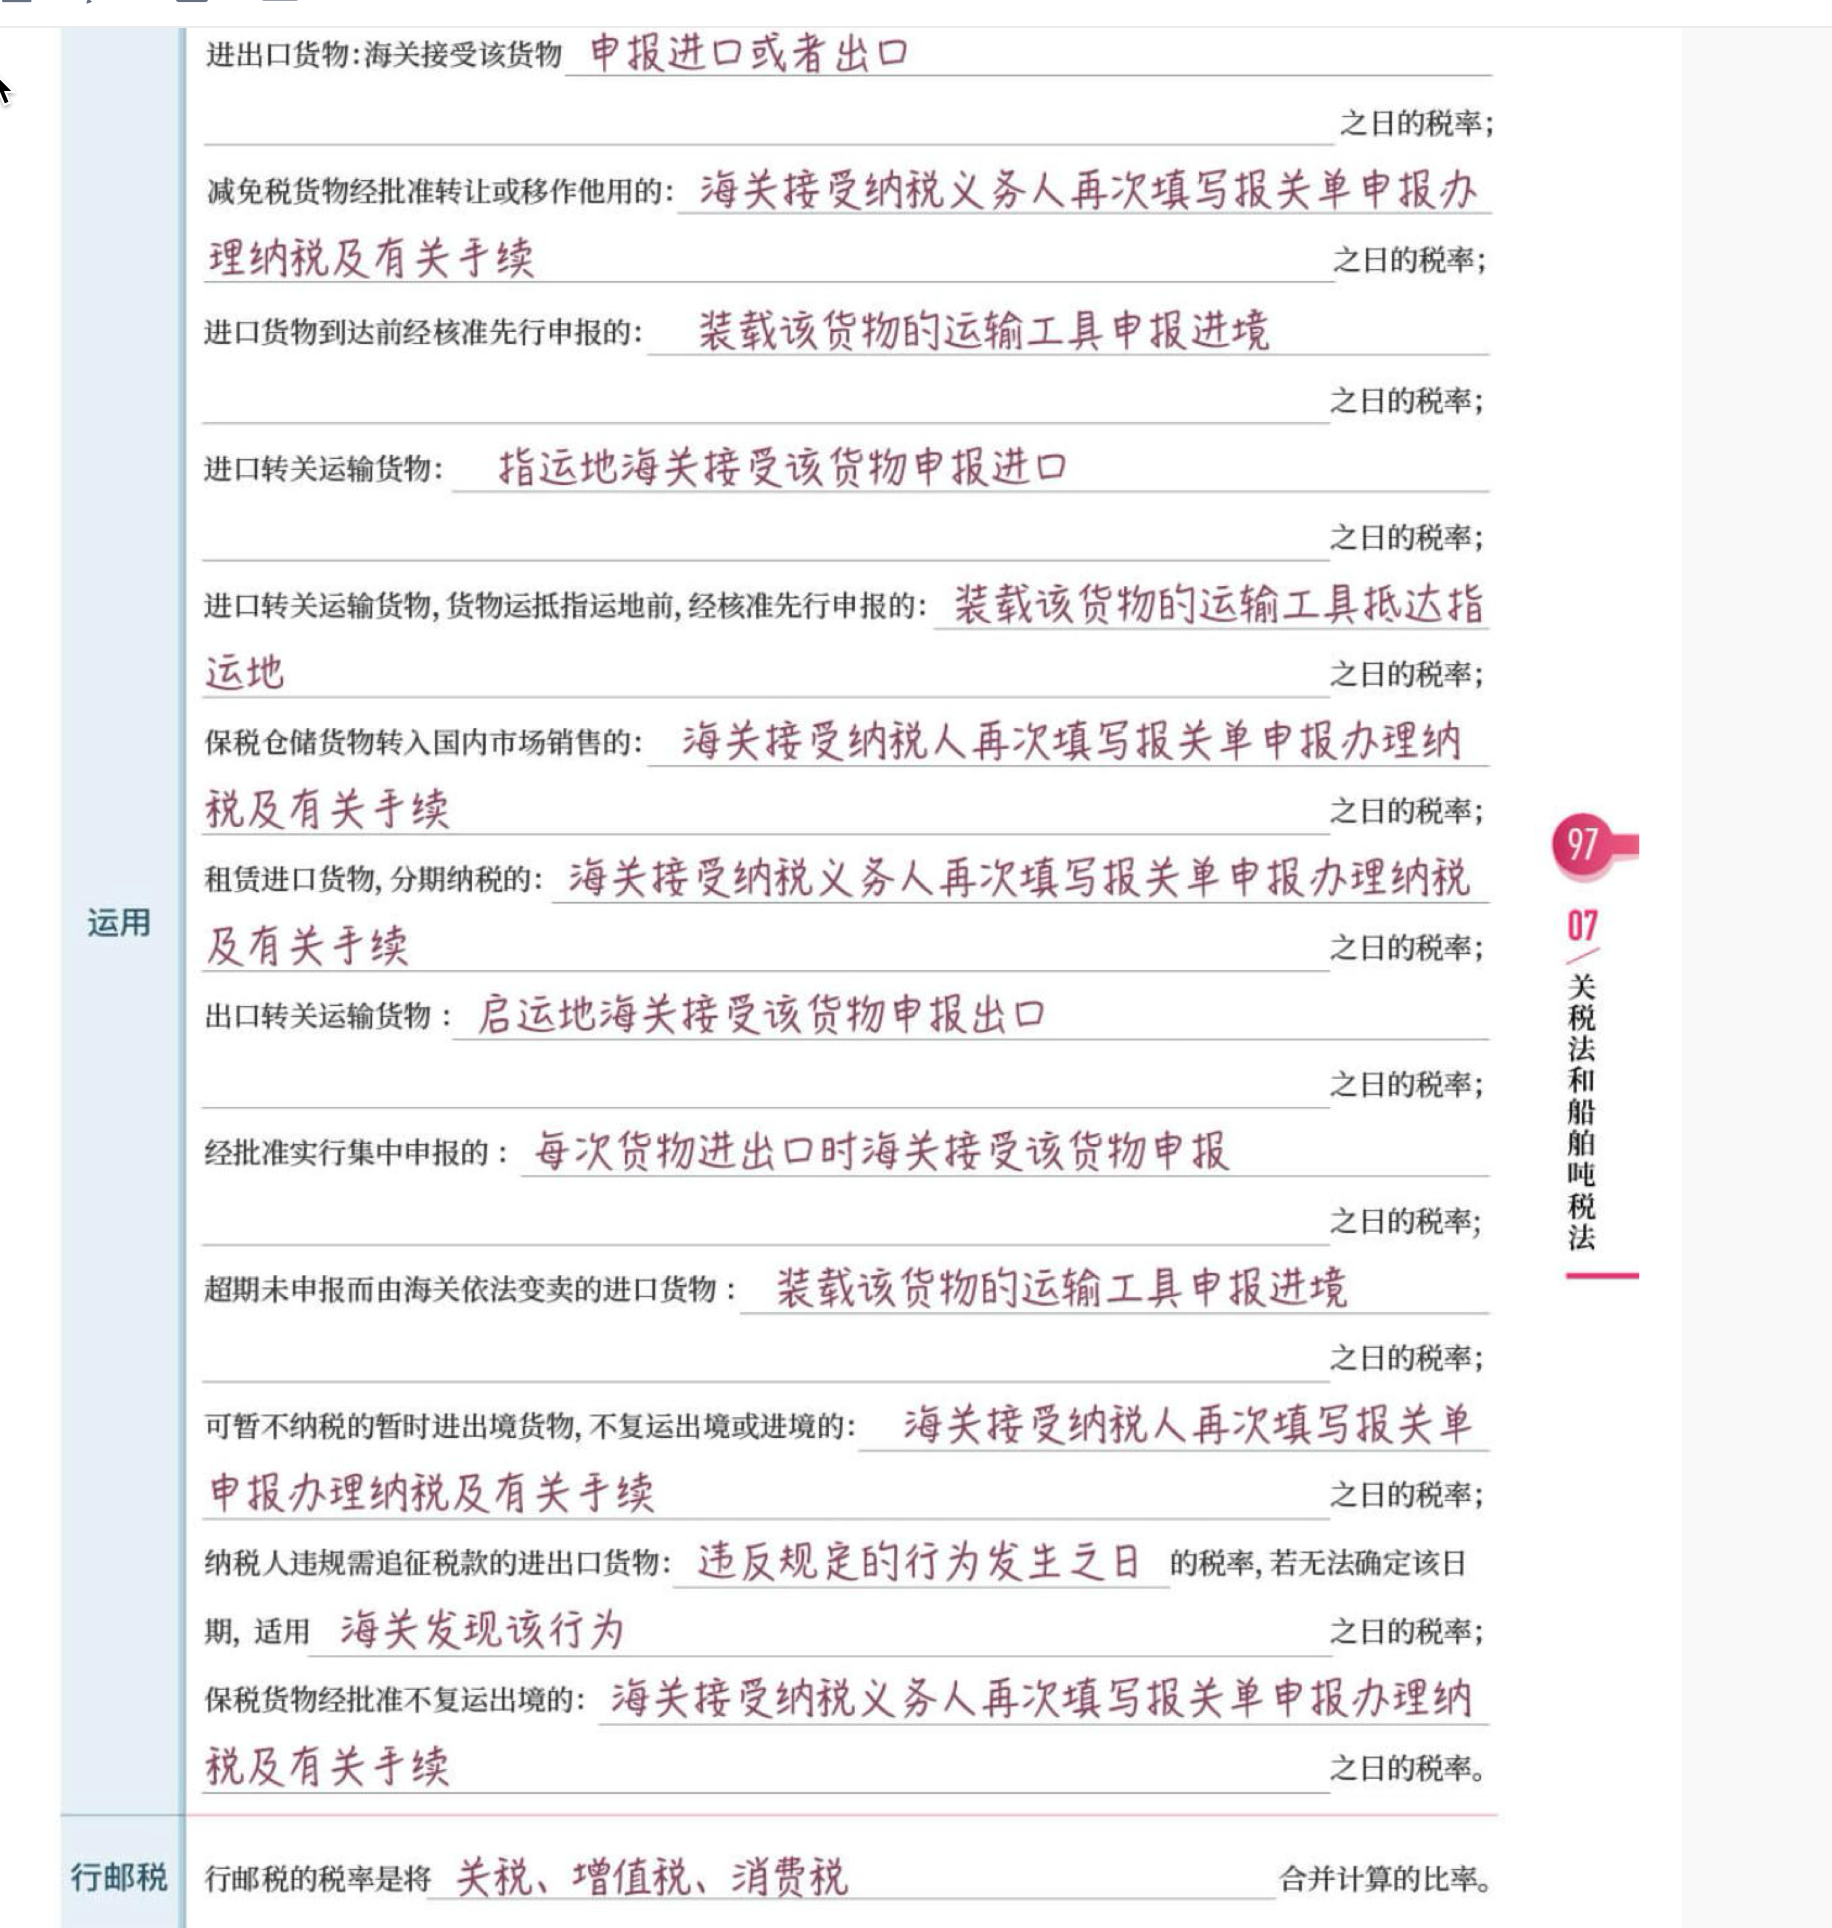 进出口货物:海关接受该货物 申报进口或者出口
之日的税率;
减免税货物经批准转让或移作他用的: 海关接受纳税义务人再次填写报关单申报办
理纳税及有关手续 之日的税率;
进口货物到达前经核准先行申报的: 装载该货物的运输工具申报进境
之日的税率;
进口转关运输货物: 指运地海关接受该货物申报进口
之日的税率;
进口转关运输货物,货物运抵指运地前,经核准先行申报的: 装载该货物的运输工具抵达指
运地 之日的税率;
保税仓储货物转入国内市场销售的: 海关接受纳税人再次填写报关单申报办理纳
税及有关手续 之日的税率;
租赁进口货物,分期纳税的: 海关接受纳税义务人再次填写报关单申报办理纳税
及有关手续 之日的税率;
运用
出口转关运输货物: 启运地海关接受该货物申报出口
之日的税率;
经批准实行集中申报的: 每次货物进出口时海关接受该货物申报
之日的税率;
超期未申报而由海关依法变卖的进口货物: 装载该货物的运输工具申报进境
之日的税率;
可暂不纳税的暂时进出境货物,不复运出境或进境的: 海关接受纳税人再次填写报关单
申报办理纳税及有关手续 之日的税率;
纳税人违规需追征税款的进出口货物: 违反规定的行为发生之日 的税率,若无法确定该日
期,适用 海关发现该行为 之日的税率;
保税货物经批准不复运出境的: 海关接受纳税义务人再次填写报关单申报办理纳
税及有关手续 之日的税率。
行邮税
行邮税的税率是将 关税、增值税、消费税 合并计算的比率。
97
07
关税法和船舶吨税法